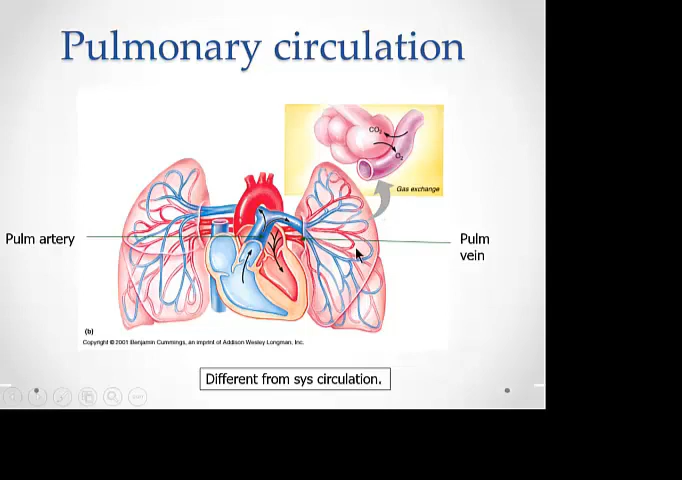 Pulmonary circulation
CO₂
O₂
Gas exchange
Pulm artery
Pulm
vein
(b)
Copyright © 2001 Benjamin Cummings, an imprint of Addison Wesley Longman, Inc.
Different from sys circulation.